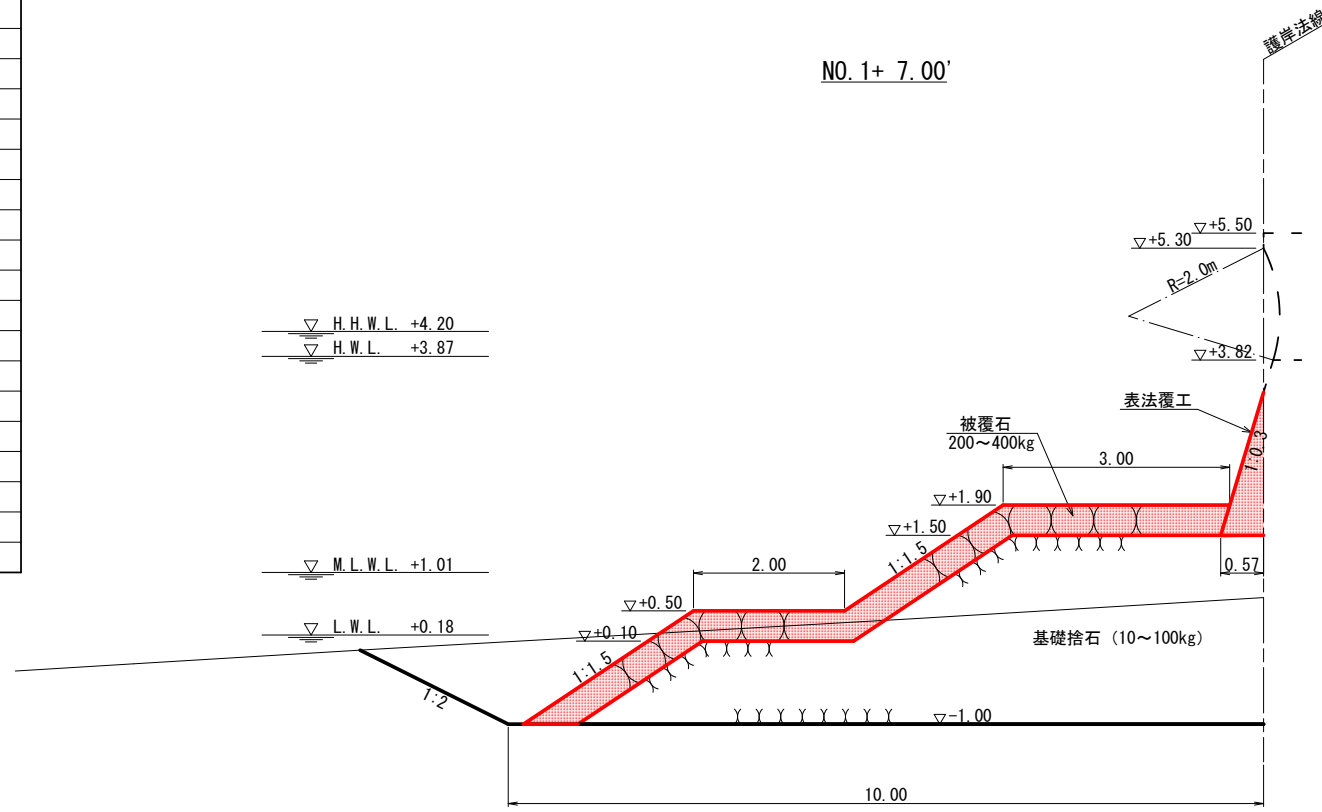 護岸法線
NO.1+ 7.00'
▽+5.50
▽+5.30
R=2.0m
▽ H.H.W.L. +4.20
▽ H.W.L. +3.87
▽+3.82
表法覆工
被覆石
200～400kg
1:0.3
3.00
▽+1.90
▽+1.50
1:1.5
▽ M.L.W.L. +1.01
2.00
0.57
▽+0.50
▽ L.W.L. +0.18
▽+0.10
基礎捨石 (10～100kg)
1:1.5
1:2
▽-1.00
10.00